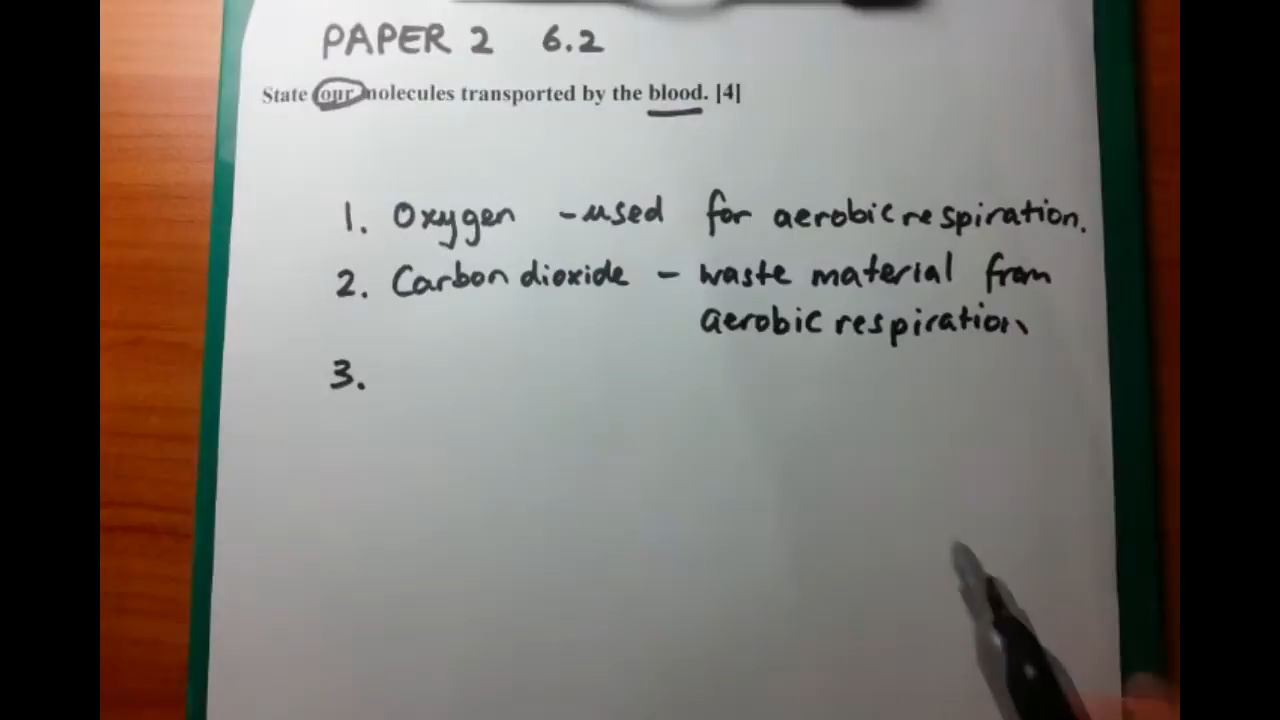 PAPER 2 6.2
State four molecules transported by the blood. [4]
1. Oxygen - used for aerobic respiration.
2. Carbon dioxide - waste material from
aerobic respiration
3.